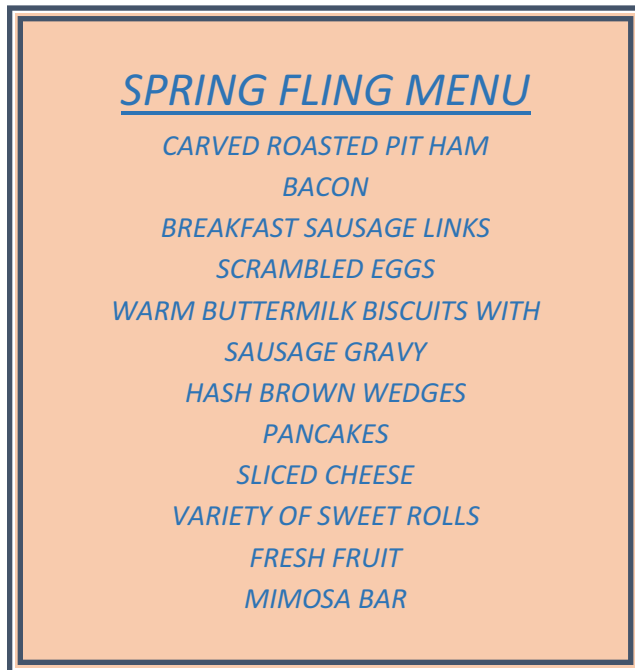 SPRING FLING MENU
CARVED ROASTED PIT HAM
BACON
BREAKFAST SAUSAGE LINKS
SCRAMBLED EGGS
WARM BUTTERMILK BISCUITS WITH
SAUSAGE GRAVY
HASH BROWN WEDGES
PANCAKES
SLICED CHEESE
VARIETY OF SWEET ROLLS
FRESH FRUIT
MIMOSA BAR